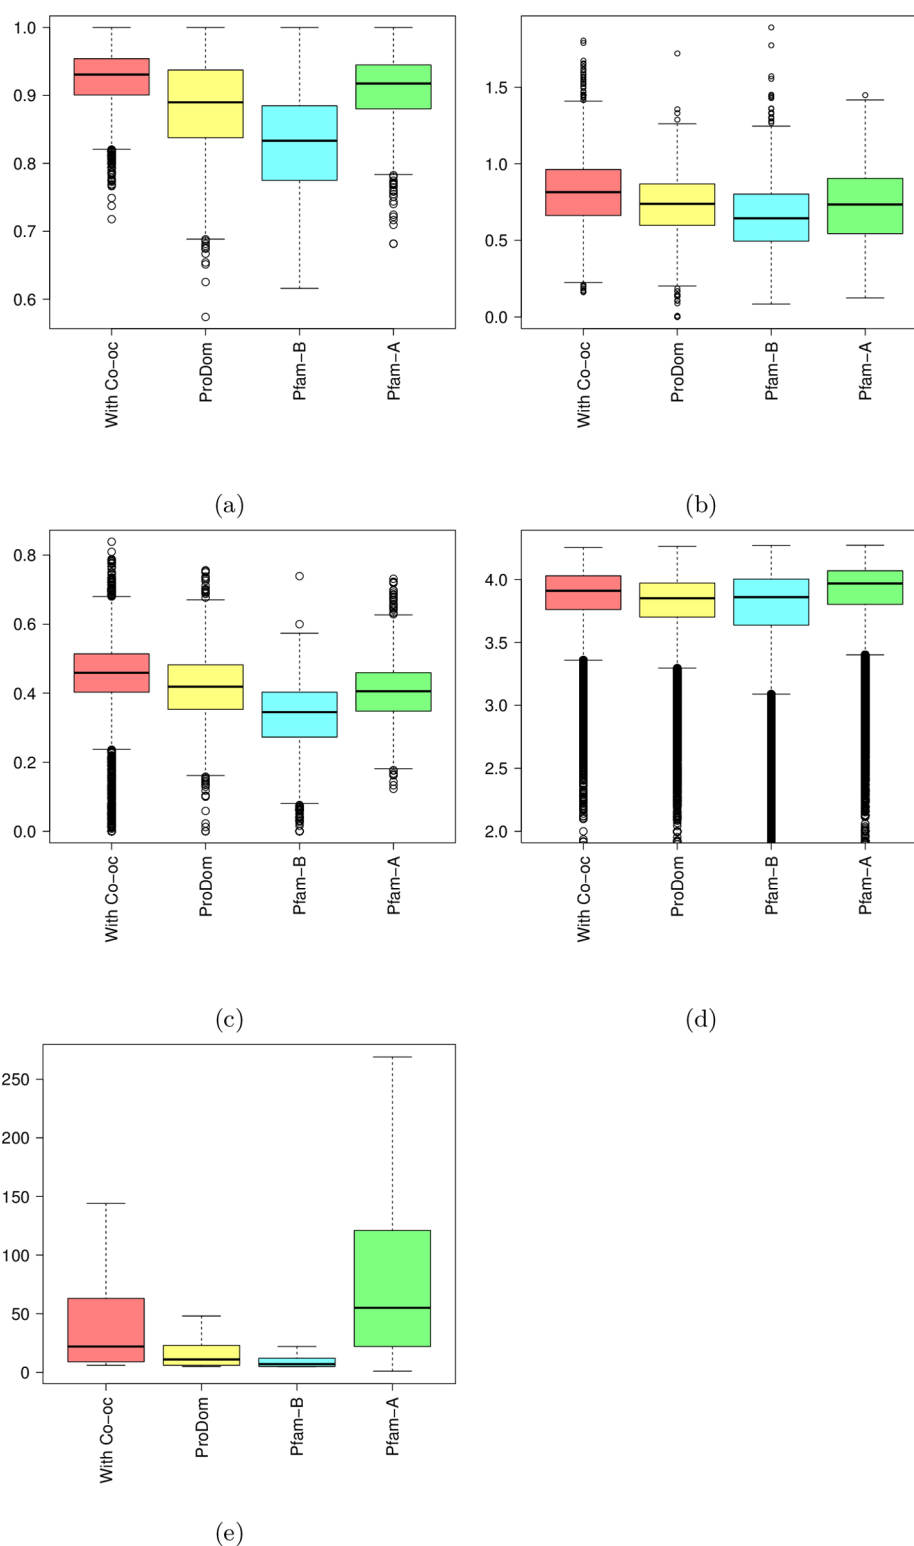 1.0
0.9
0.8
0.7
0.6
With Co−oc
ProDom
Pfam−B
Pfam−A
(a)
1.5
1.0
0.5
0.0
With Co−oc
ProDom
Pfam−B
Pfam−A
(b)
0.8
0.6
0.4
0.2
0.0
With Co−oc
ProDom
Pfam−B
Pfam−A
(c)
4.0
3.5
3.0
2.5
2.0
With Co−oc
ProDom
Pfam−B
Pfam−A
(d)
250
200
150
100
50
0
With Co−oc
ProDom
Pfam−B
Pfam−A
(e)